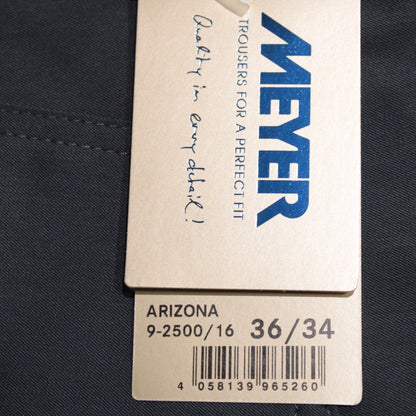 MEYER
TROUSERS FOR A PERFECT FIT
Quality in every detail!
ARIZONA
9-2500/16 36/34
4 058139 965260